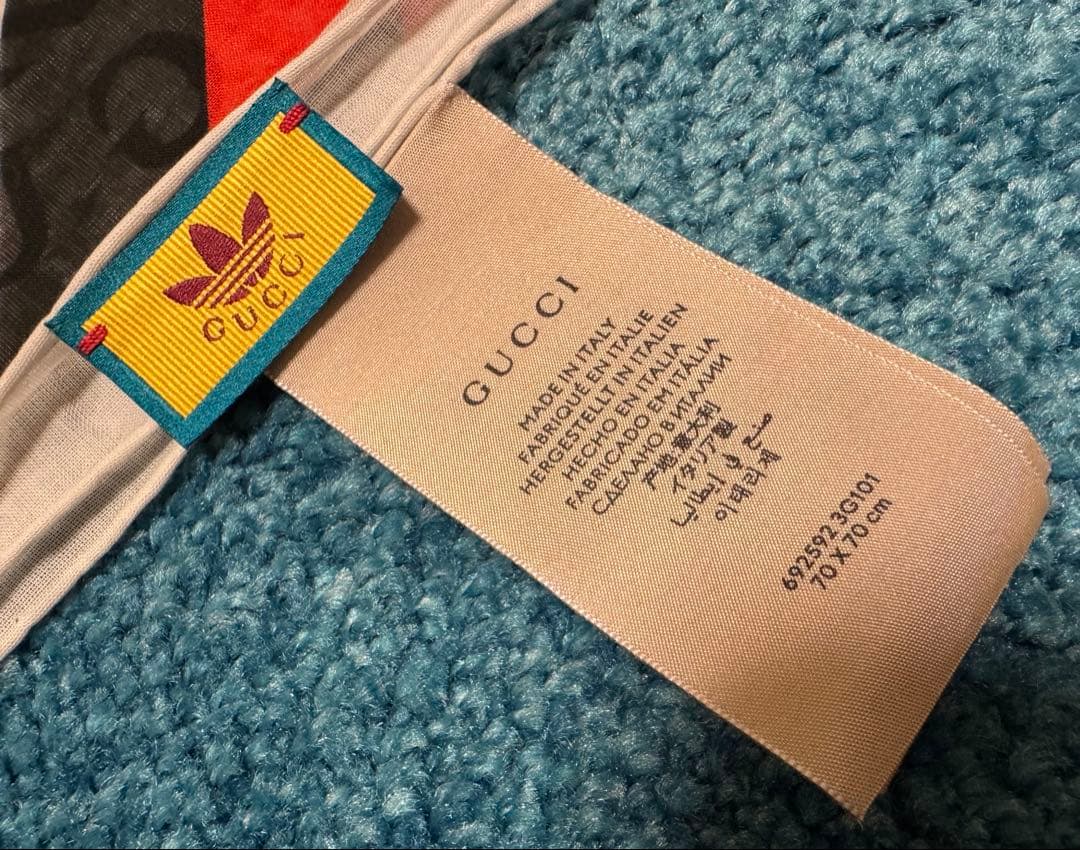 GUCCI
GUCCI
MADE IN ITALY
FABRIQUÉ EN ITALIE
HERGESTELLT IN ITALIEN
HECHO EN ITALIA
FABRICADO EM ITÁLIA
СДЕЛАНО В ИТАЛИИ
产地意大利
イタリア製
صنع في إيطاليا
이태리제
692592 3G101
70 X 70 cm